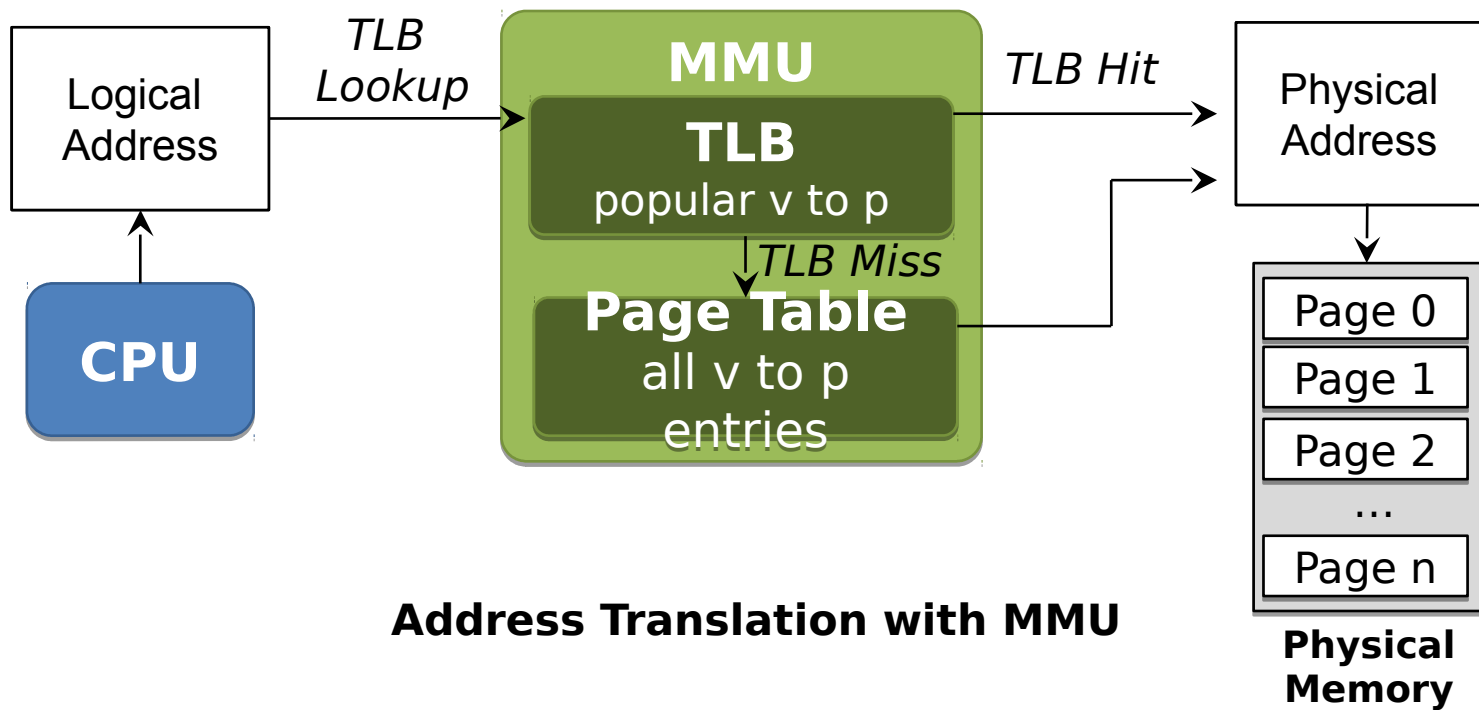 Logical
Address
TLB
Lookup
MMU
TLB
popular v to p
TLB Miss
Page Table
all v to p
entries
TLB Hit
Physical
Address
CPU
Page 0
Page 1
Page 2
...
Page n
Physical
Memory
Address Translation with MMU